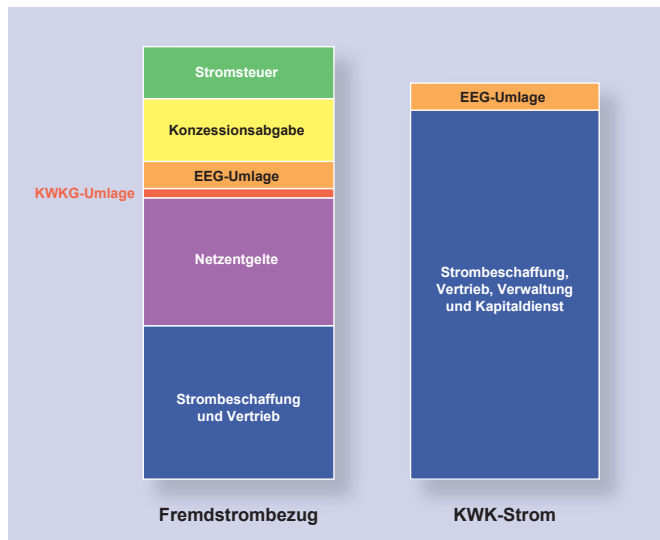 Stromsteuer
Konzessionsabgabe
EEG-Umlage
KWKG-Umlage
Netzentgelte
Strombeschaffung
und Vertrieb
Fremdstrombezug
EEG-Umlage
Strombeschaffung,
Vertrieb, Verwaltung
und Kapitaldienst
KWK-Strom